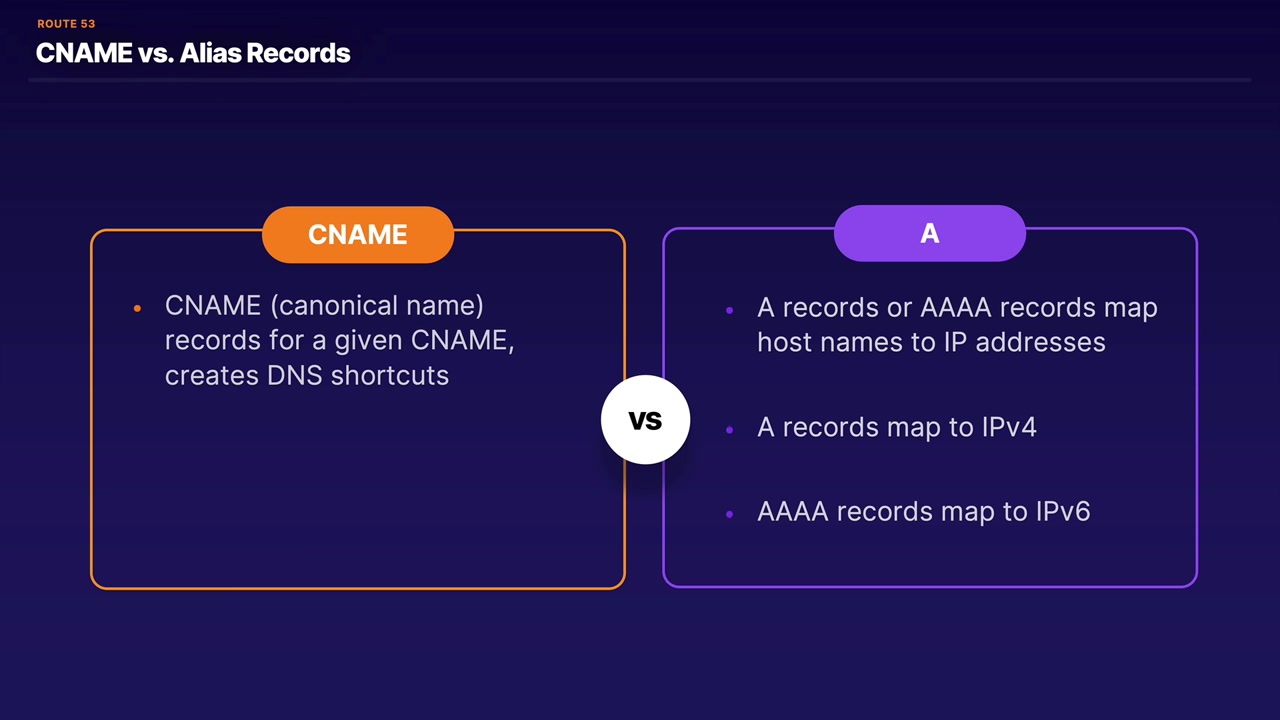 ROUTE 53
CNAME vs. Alias Records
CNAME
CNAME (canonical name)
records for a given CNAME,
creates DNS shortcuts
vs
A
A records or AAAA records map
host names to IP addresses
A records map to IPv4
AAAA records map to IPv6